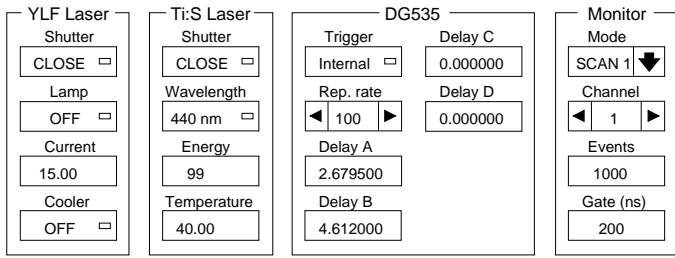 YLF Laser
Shutter
CLOSE
Lamp
OFF
Current
15.00
Cooler
OFF
Ti:S Laser
Shutter
CLOSE
Wavelength
440 nm
Energy
99
Temperature
40.00
DG535
Trigger
Internal
Rep. rate
100
Delay A
2.679500
Delay B
4.612000
Delay C
0.000000
Delay D
0.000000
Monitor
Mode
SCAN 1
Channel
1
Events
1000
Gate (ns)
200